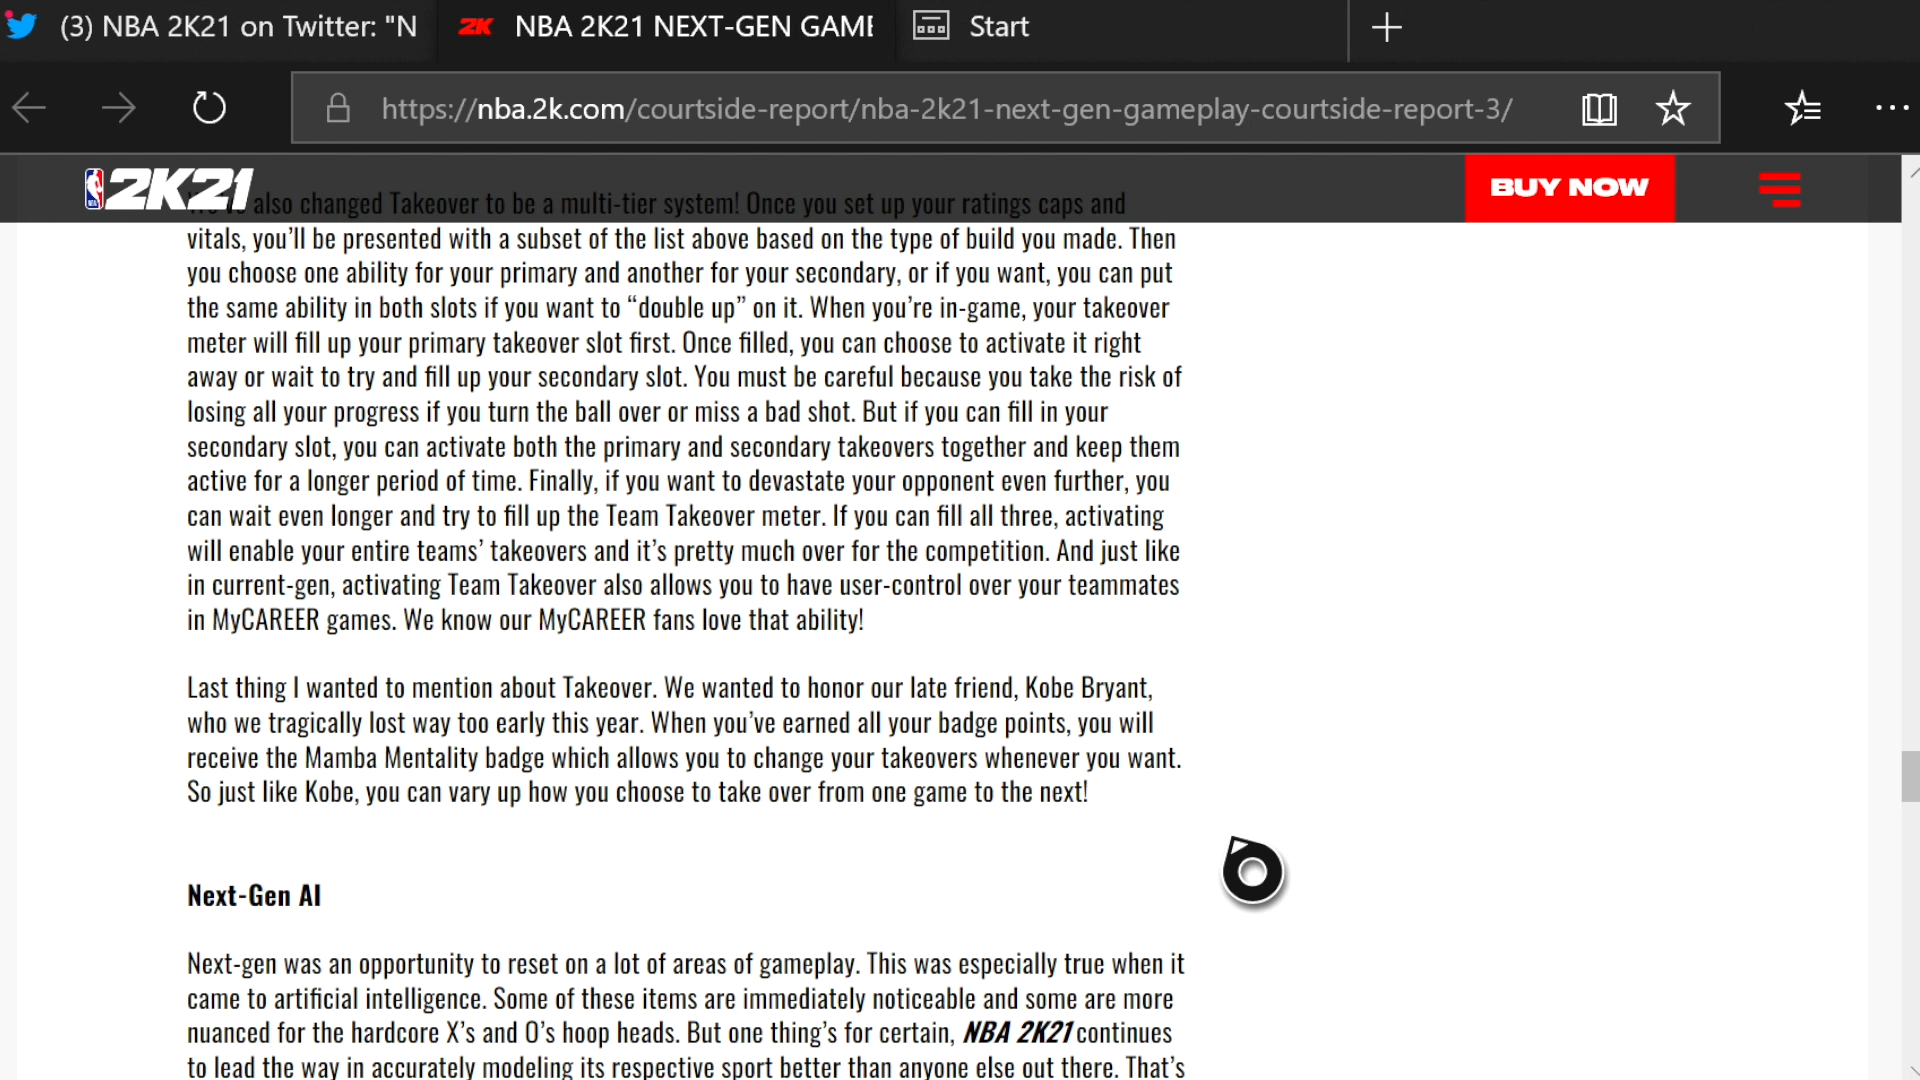 (3) NBA 2K21 on Twitter: "N
2K NBA 2K21 NEXT-GEN GAME
Start
https://nba.2k.com/courtside-report/nba-2k21-next-gen-gameplay-courtside-report-3/
2K21
BUY NOW
also changed Takeover to be a multi-tier system! Once you set up your ratings caps and
vitals, you’ll be presented with a subset of the list above based on the type of build you made. Then
you choose one ability for your primary and another for your secondary, or if you want, you can put
the same ability in both slots if you want to “double up” on it. When you’re in-game, your takeover
meter will fill up your primary takeover slot first. Once filled, you can choose to activate it right
away or wait to try and fill up your secondary slot. You must be careful because you take the risk of
losing all your progress if you turn the ball over or miss a bad shot. But if you can fill in your
secondary slot, you can activate both the primary and secondary takeovers together and keep them
active for a longer period of time. Finally, if you want to devastate your opponent even further, you
can wait even longer and try to fill up the Team Takeover meter. If you can fill all three, activating
will enable your entire teams’ takeovers and it’s pretty much over for the competition. And just like
in current-gen, activating Team Takeover also allows you to have user-control over your teammates
in MyCAREER games. We know our MyCAREER fans love that ability!
Last thing I wanted to mention about Takeover. We wanted to honor our late friend, Kobe Bryant,
who we tragically lost way too early this year. When you’ve earned all your badge points, you will
receive the Mamba Mentality badge which allows you to change your takeovers whenever you want.
So just like Kobe, you can vary up how you choose to take over from one game to the next!
Next-Gen AI
Next-gen was an opportunity to reset on a lot of areas of gameplay. This was especially true when it
came to artificial intelligence. Some of these items are immediately noticeable and some are more
nuanced for the hardcore X’s and O’s hoop heads. But one thing’s for certain, NBA 2K21 continues
to lead the way in accurately modeling its respective sport better than anyone else out there. That’s